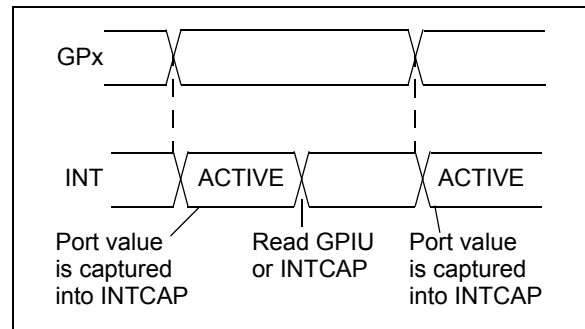 GPx
INT
ACTIVE
ACTIVE
Port value
is captured
into INTCAP
Read GPIU
or INTCAP
Port value
is captured
into INTCAP